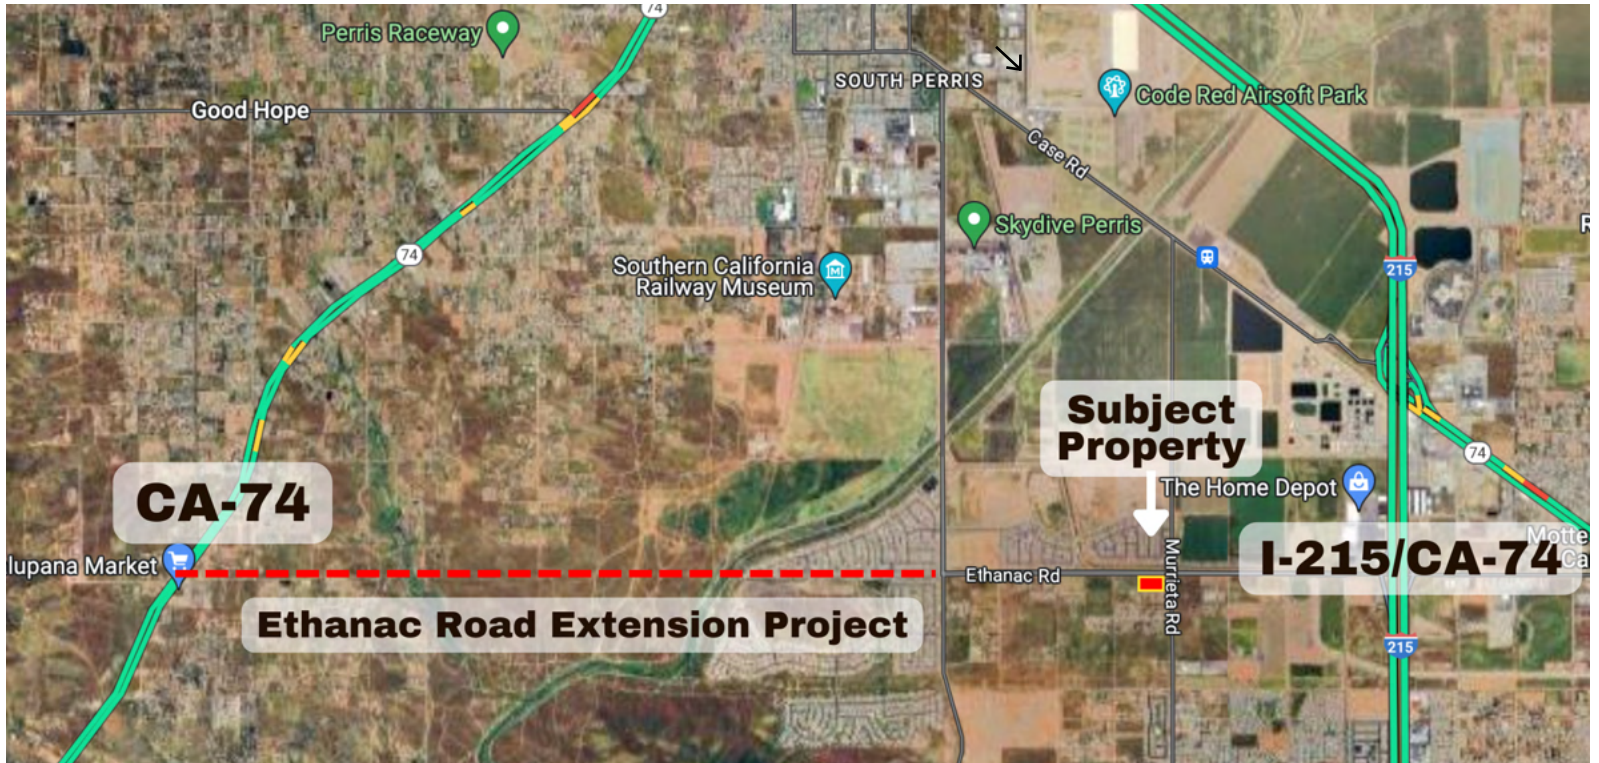 74
Perris Raceway
SOUTH PERRIS
Good Hope
Code Red Airsoft Park
Case Rd
Skydive Perris
74
Southern California
Railway Museum
215
Subject
Property
74
The Home Depot
CA-74
lupana Market
Ethanac Rd
Murrieta Rd
I-215/CA-74
Motte
Ca
Ethanac Road Extension Project
215
R